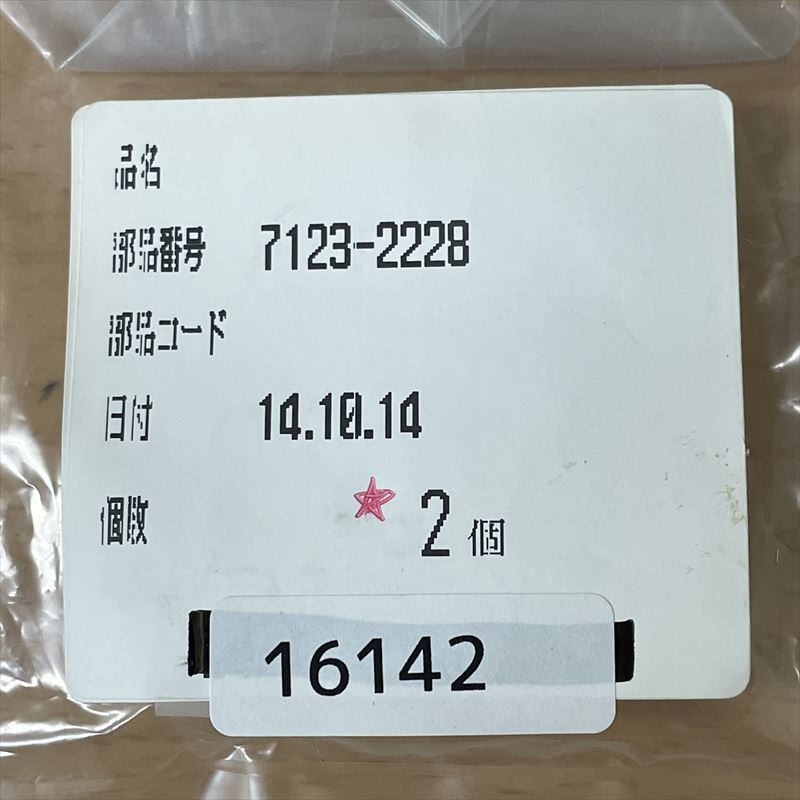 品名
部品番号 7123-2228
部品コード
日付 14.10.14
個数 2個
16142